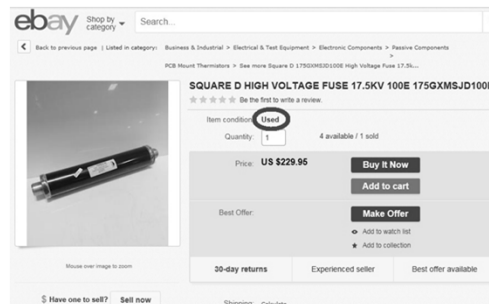 ebay Shop by category Search...
Back to previous page | Listed in category: Business & Industrial > Electrical & Test Equipment > Electronic Components > Passive Components >
PCB Mount Thermistors > See more Square D 175GXMSJD100E High Voltage Fuse 17.5k...
SQUARE D HIGH VOLTAGE FUSE 17.5KV 100E 175GXMSJD100
Be the first to write a review.
Item condition: Used
Quantity: 1 4 available / 1 sold
Price: US $229.95 Buy It Now
Add to cart
Best Offer: Make Offer
Add to watch list
Add to collection
Mouse over image to zoom
30-day returns Experienced seller Best offer available
$ Have one to sell? Sell now
Shipping: Calculate